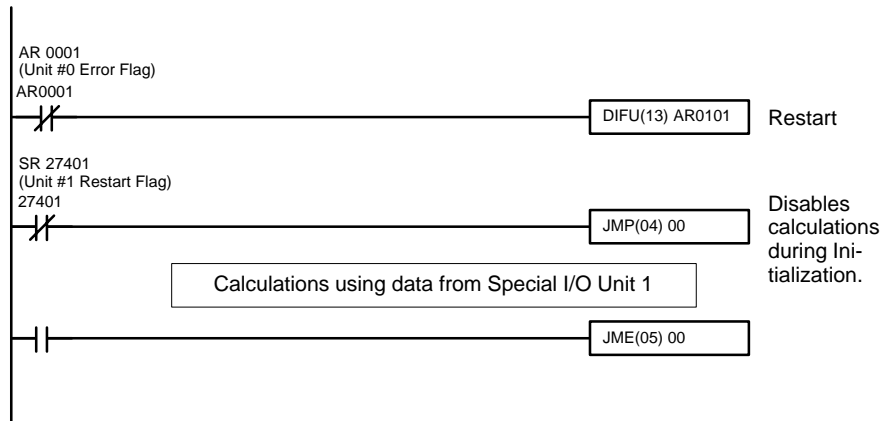 AR 0001
(Unit #0 Error Flag)
AR0001
DIFU(13) AR0101
Restart
SR 27401
(Unit #1 Restart Flag)
27401
JMP(04) 00
Disables
calculations
during Ini-
tialization.
Calculations using data from Special I/O Unit 1
JME(05) 00